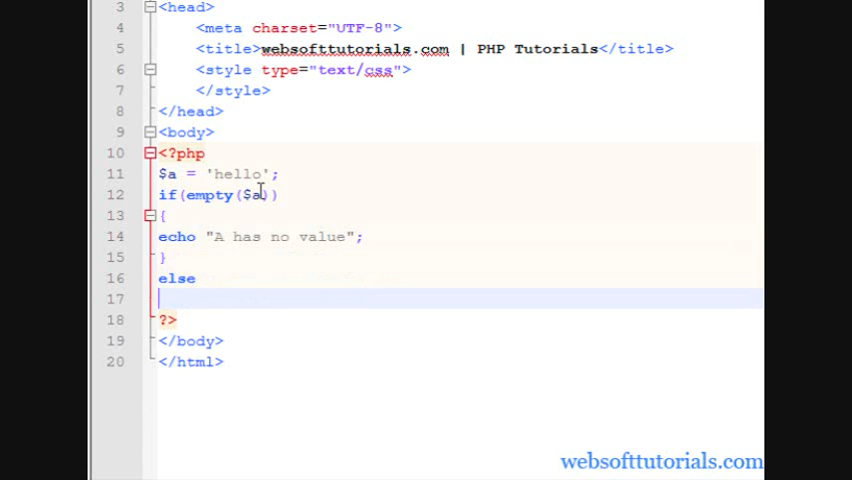 3 <head>
4 <meta charset="UTF-8">
5 <title>websofttutorials.com | PHP Tutorials</title>
6 <style type="text/css">
7 </style>
8 </head>
9 <body>
10 <?php
11 $a = 'hello';
12 if(empty($a))
13 {
14 echo "A has no value";
15 }
16 else
17
18 ?>
19 </body>
20 </html>
websofttutorials.com